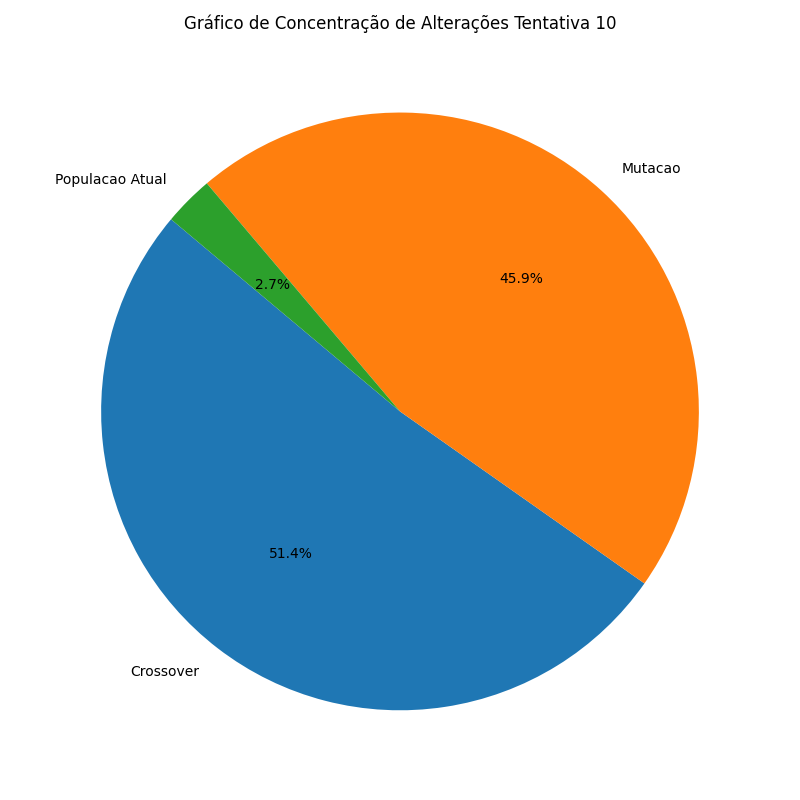 Gráfico de Concentração de Alterações Tentativa 10
Mutacao
Populacao Atual
45.9%
2.7%
51.4%
Crossover